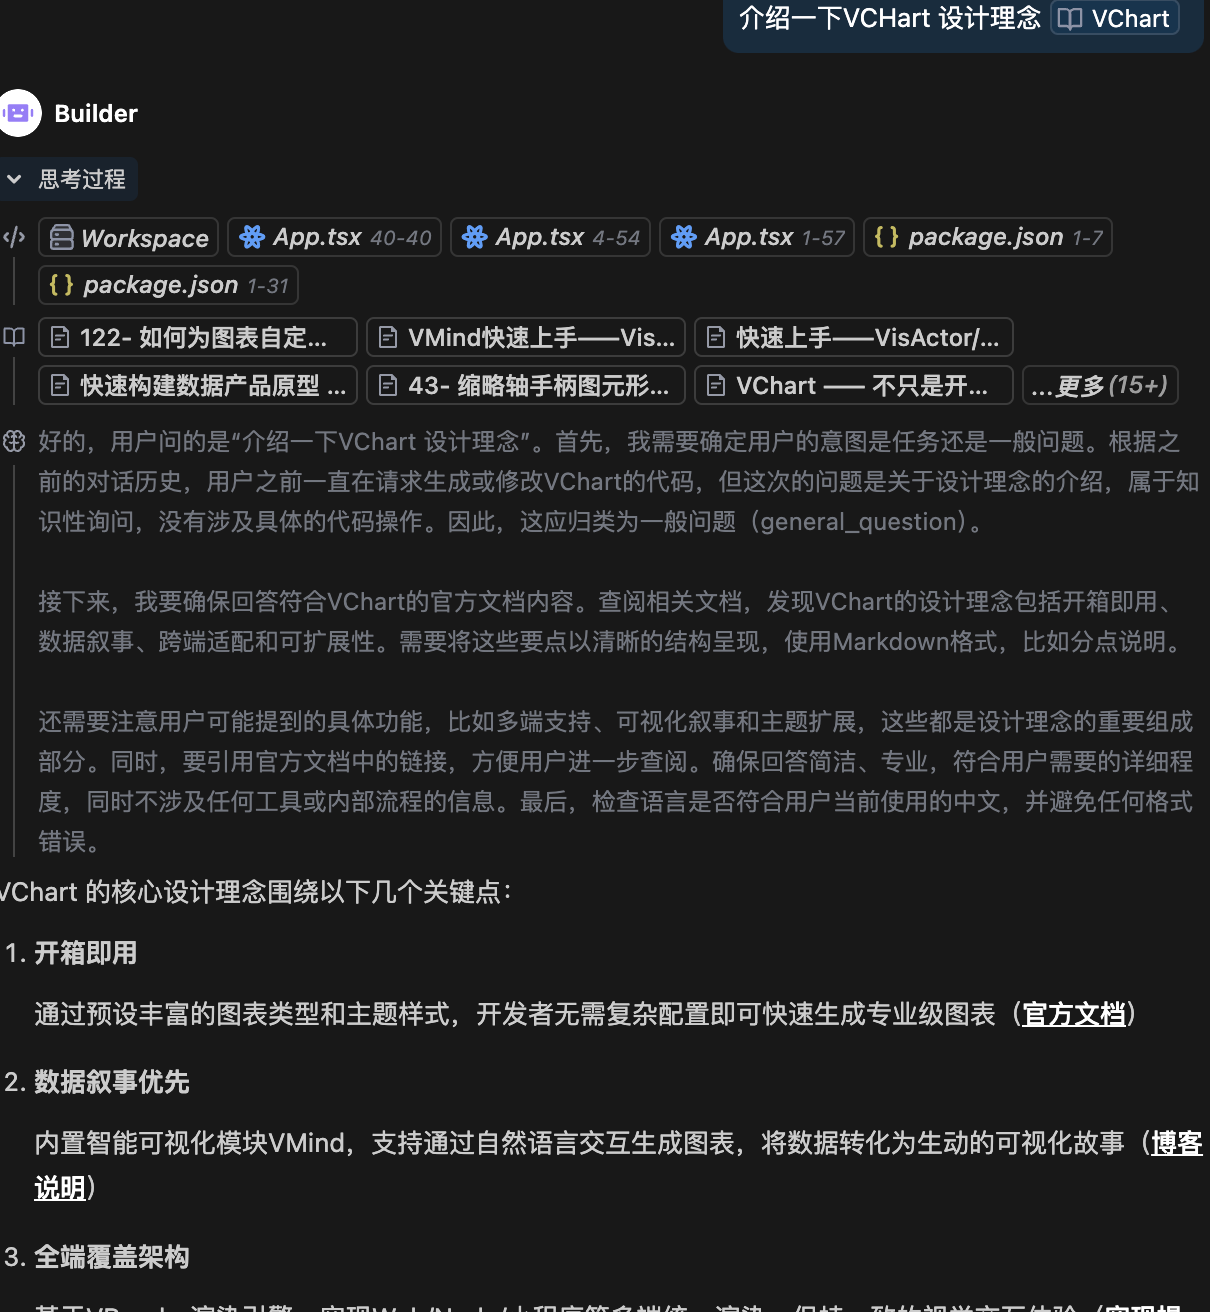 介绍一下VCHart 设计理念 VChart
Builder
思考过程
Workspace App.tsx 40-40 App.tsx 4-54 App.tsx 1-57 {} package.json 1-7
{} package.json 1-31
122- 如何为图表自定... VMind快速上手——Vis... 快速上手——VisActor/...
快速构建数据产品原型 ... 43- 缩略轴手柄图元形... VChart —— 不只是开... ...更多(15+)
好的，用户问的是“介绍一下VChart 设计理念”。首先，我需要确定用户的意图是任务还是一般问题。根据之
前的对话历史，用户之前一直在请求生成或修改VChart的代码，但这次的问题是关于设计理念的介绍，属于知
识性询问，没有涉及具体的代码操作。因此，这应归类为一般问题（general_question）。
接下来，我要确保回答符合VChart的官方文档内容。查阅相关文档，发现VChart的设计理念包括开箱即用、
数据叙事、跨端适配和可扩展性。需要将这些要点以清晰的结构呈现，使用Markdown格式，比如分点说明。
还需要注意用户可能提到的具体功能，比如多端支持、可视化叙事和主题扩展，这些都是设计理念的重要组成
部分。同时，要引用官方文档中的链接，方便用户进一步查阅。确保回答简洁、专业，符合用户需要的详细程
度，同时不涉及任何工具或内部流程的信息。最后，检查语言是否符合用户当前使用的中文，并避免任何格式
错误。
VChart 的核心设计理念围绕以下几个关键点：
1. 开箱即用
通过预设丰富的图表类型和主题样式，开发者无需复杂配置即可快速生成专业级图表（官方文档）
2. 数据叙事优先
内置智能可视化模块VMind，支持通过自然语言交互生成图表，将数据转化为生动的可视化故事（博客
说明）
3. 全端覆盖架构